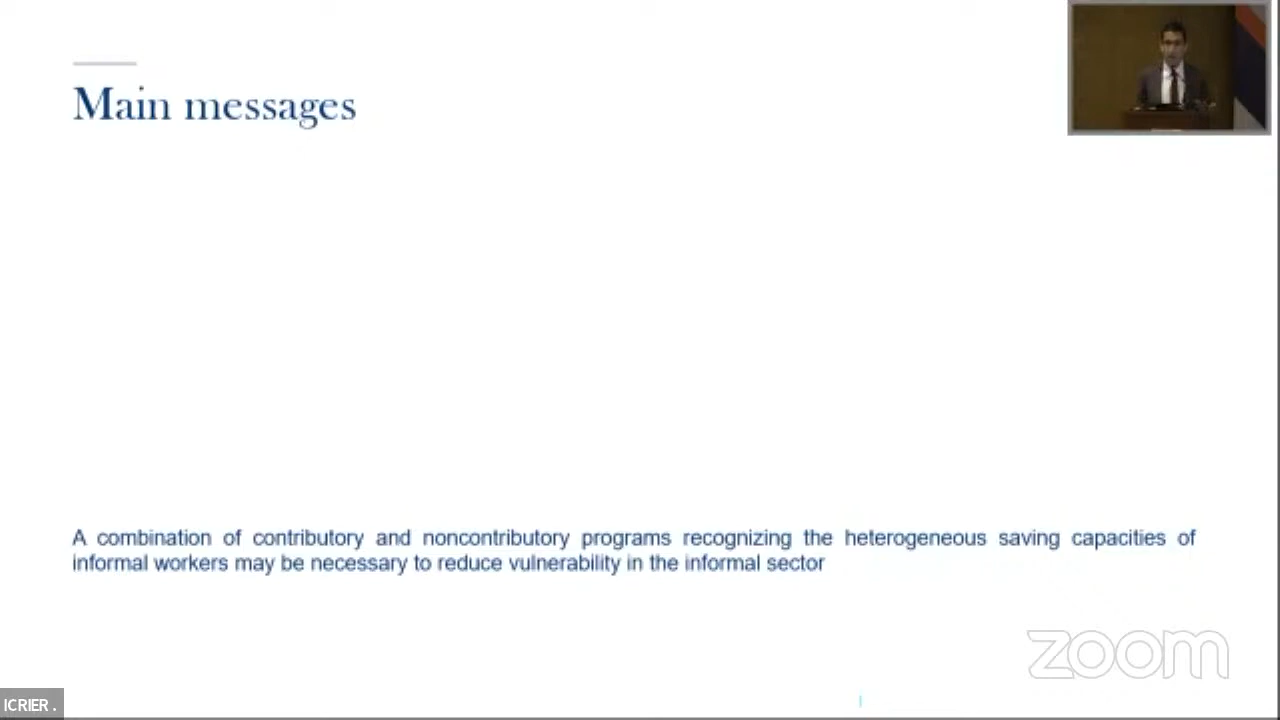 Main messages
A combination of contributory and noncontributory programs recognizing the heterogeneous saving capacities of
informal workers may be necessary to reduce vulnerability in the informal sector
zoom
ICRIER .